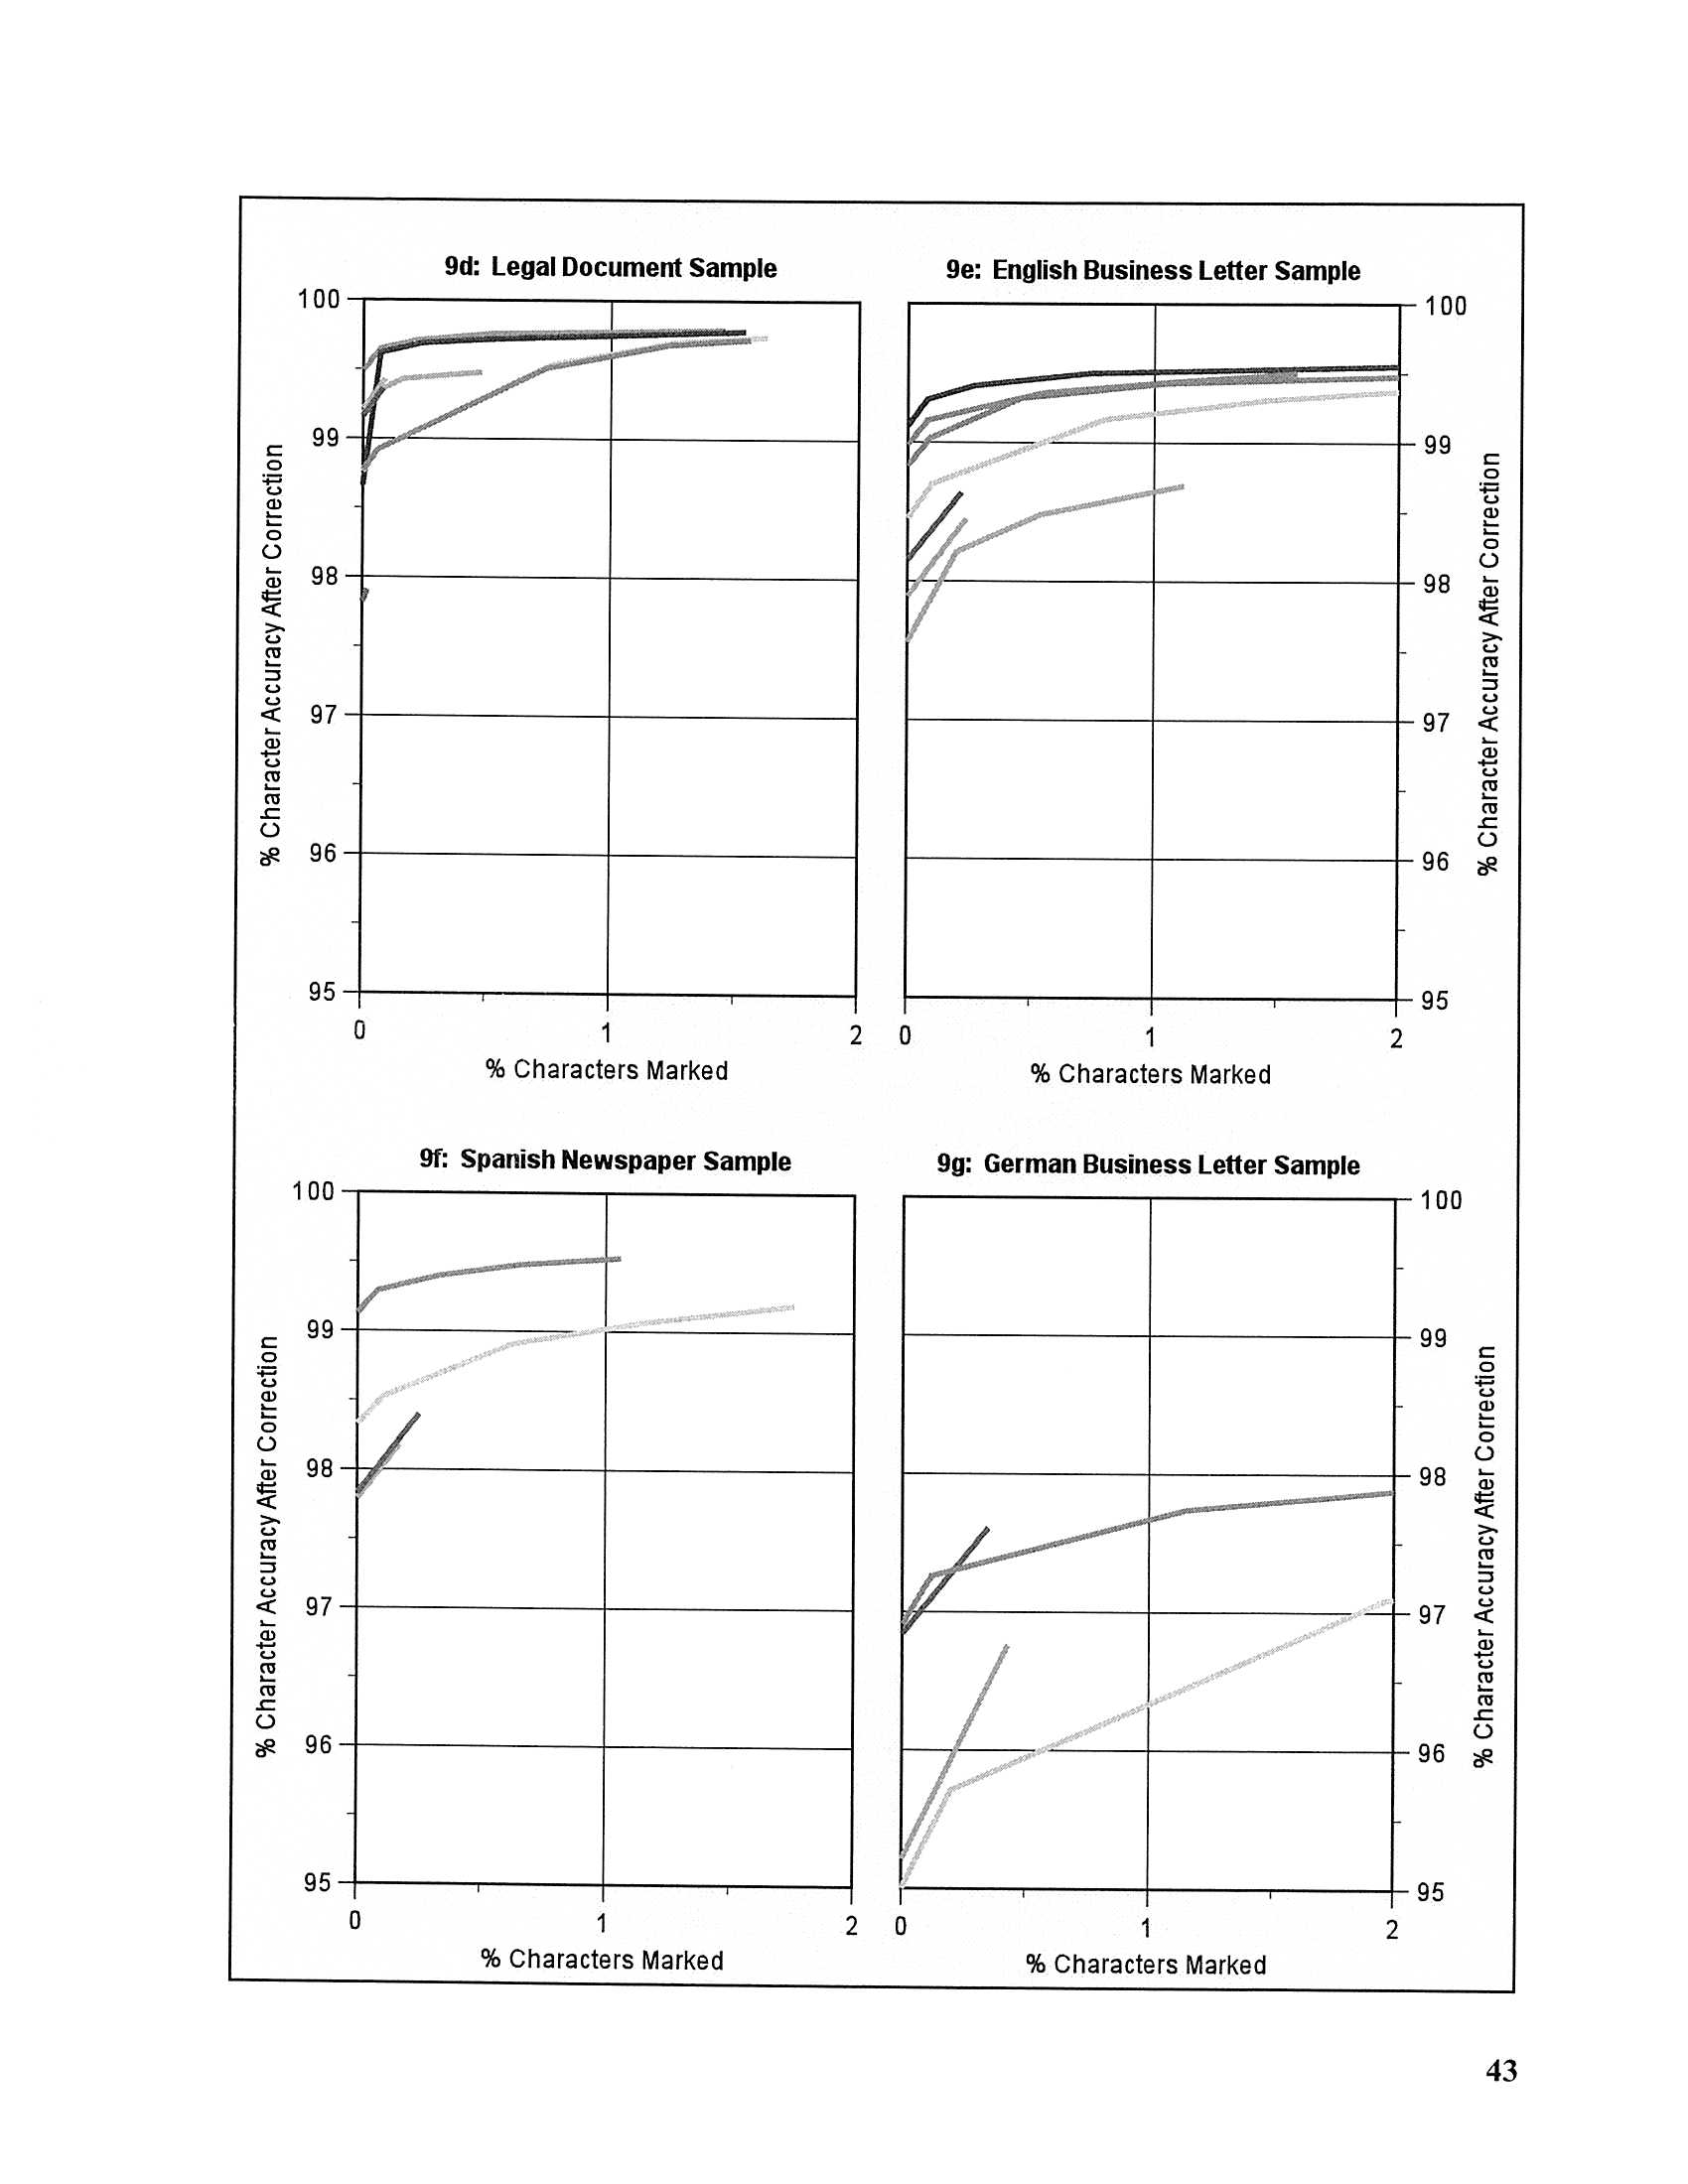 9d: Legal Document Sample
100
99
98
97
96
95
% Character Accuracy After Correction
0 1 2
% Characters Marked
9e: English Business Letter Sample
100
99
98
97
96
95
% Character Accuracy After Correction
0 1 2
% Characters Marked
9f: Spanish Newspaper Sample
100
99
98
97
96
95
% Character Accuracy After Correction
0 1 2
% Characters Marked
9g: German Business Letter Sample
100
99
98
97
96
95
% Character Accuracy After Correction
0 1 2
% Characters Marked
43